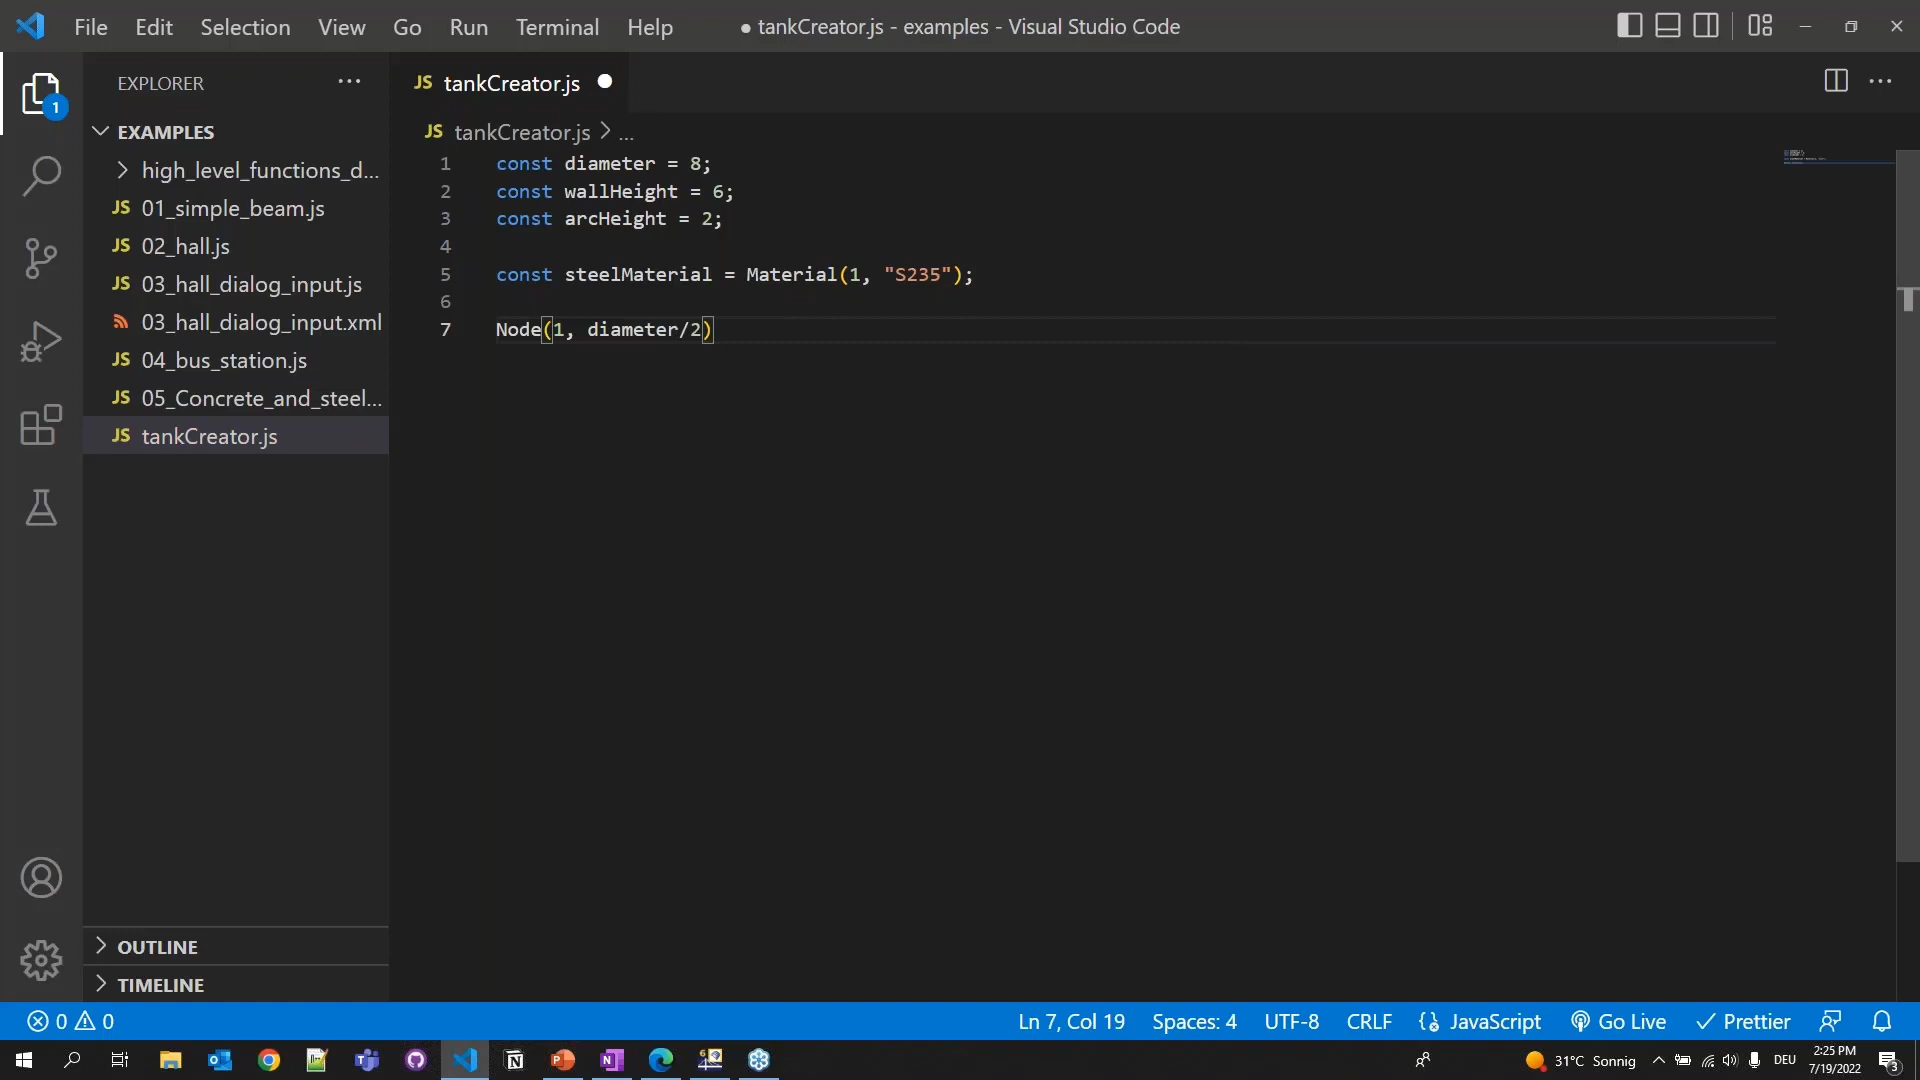 File Edit Selection View Go Run Terminal Help
● tankCreator.js - examples - Visual Studio Code
EXPLORER
1
EXAMPLES
high_level_functions_d...
JS 01_simple_beam.js
JS 02_hall.js
JS 03_hall_dialog_input.js
03_hall_dialog_input.xml
JS 04_bus_station.js
JS 05_Concrete_and_steel...
JS tankCreator.js
OUTLINE
TIMELINE
JS tankCreator.js
JS tankCreator.js > ...
1 const diameter = 8;
2 const wallHeight = 6;
3 const arcHeight = 2;
4
5 const steelMaterial = Material(1, "S235");
6
7 Node(1, diameter/2)
0 0
Ln 7, Col 19 Spaces: 4 UTF-8 CRLF JavaScript Go Live Prettier
31°C Sonnig
DEU
2:25 PM
7/19/2022
3